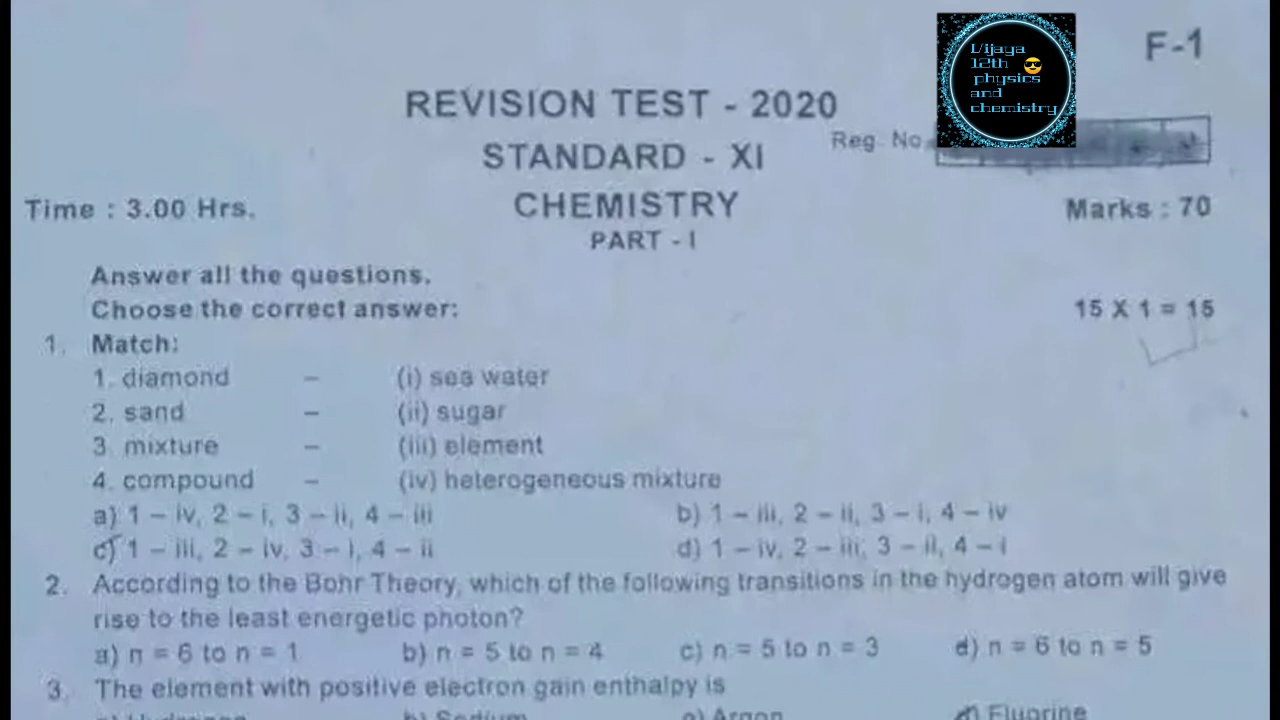 Vijaya
12th 😎
physics
and
chemistry
F-1
REVISION TEST - 2020
Reg. No.
STANDARD - XI
Time : 3.00 Hrs.
CHEMISTRY
Marks : 70
PART - I
Answer all the questions.
Choose the correct answer:
15 X 1 = 15
1. Match:
1. diamond – (i) sea water
2. sand – (ii) sugar
3. mixture – (iii) element
4. compound – (iv) heterogeneous mixture
a) 1 – iv, 2 – i, 3 – ii, 4 – iii b) 1 – iii, 2 – ii, 3 – i, 4 – iv
c) 1 – iii, 2 – iv, 3 – i, 4 – ii d) 1 – iv, 2 – iii, 3 – ii, 4 – i
2. According to the Bohr Theory, which of the following transitions in the hydrogen atom will give
rise to the least energetic photon?
a) n = 6 to n = 1 b) n = 5 to n = 4 c) n = 5 to n = 3 d) n = 6 to n = 5
3. The element with positive electron gain enthalpy is
a) Hydrogen b) Sodium c) Argon d) Fluorine